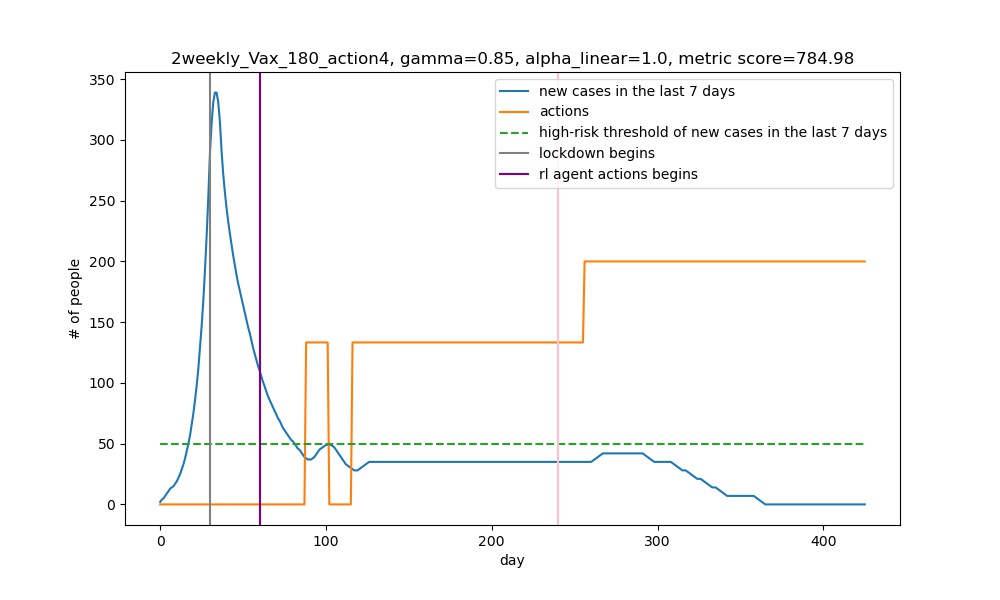 2weekly_Vax_180_action4, gamma=0.85, alpha_linear=1.0, metric score=784.98
new cases in the last 7 days
actions
high-risk threshold of new cases in the last 7 days
lockdown begins
rl agent actions begins
# of people
350
300
250
200
150
100
50
0
0 100 200 300 400
day